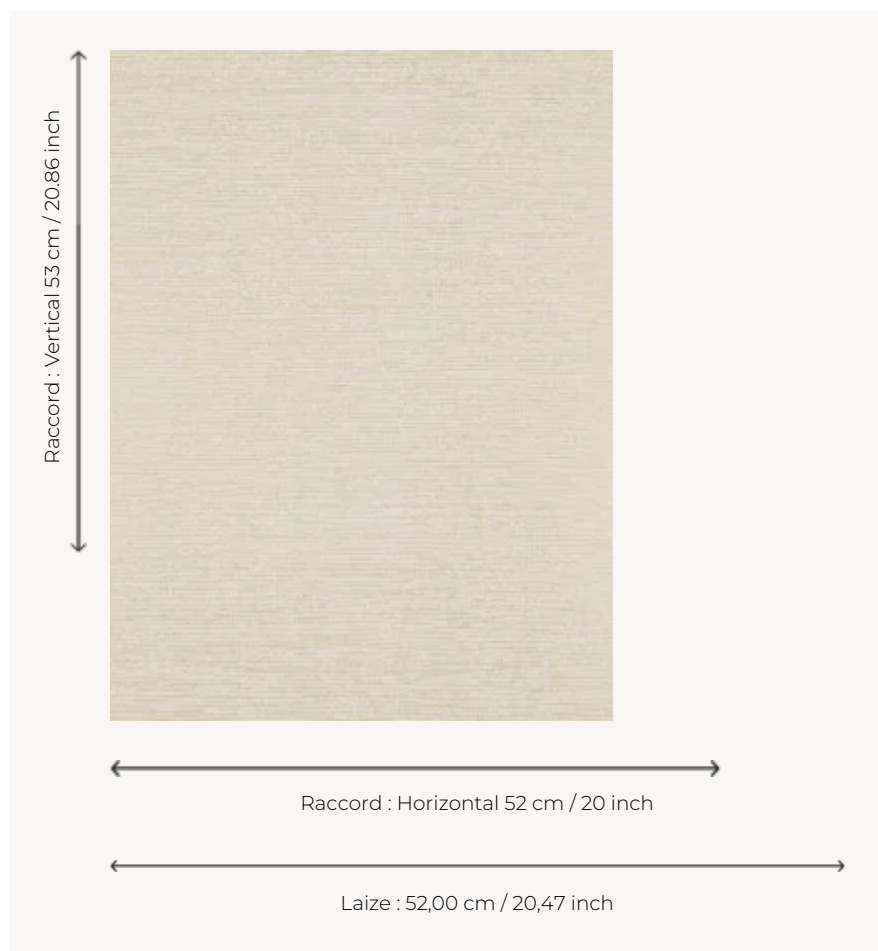 Raccord : Vertical 53 cm / 20.86 inch
Raccord : Horizontal 52 cm / 20 inch
Laize : 52,00 cm / 20,47 inch